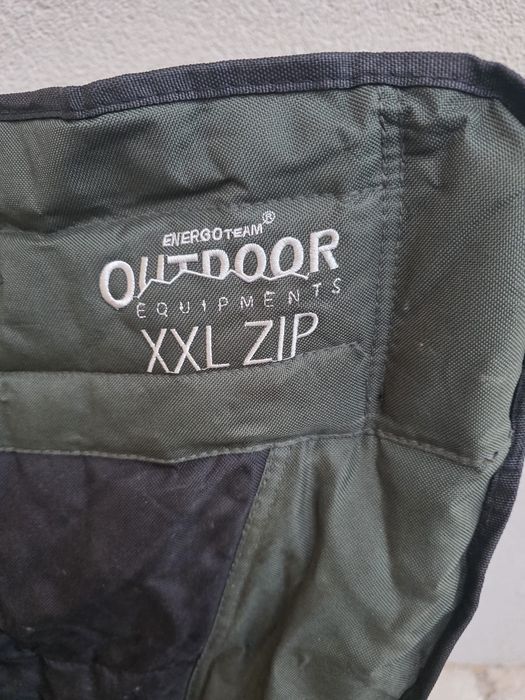 ENERGOTEAM®
OUTDOOR
EQUIPMENTS
XXL ZIP